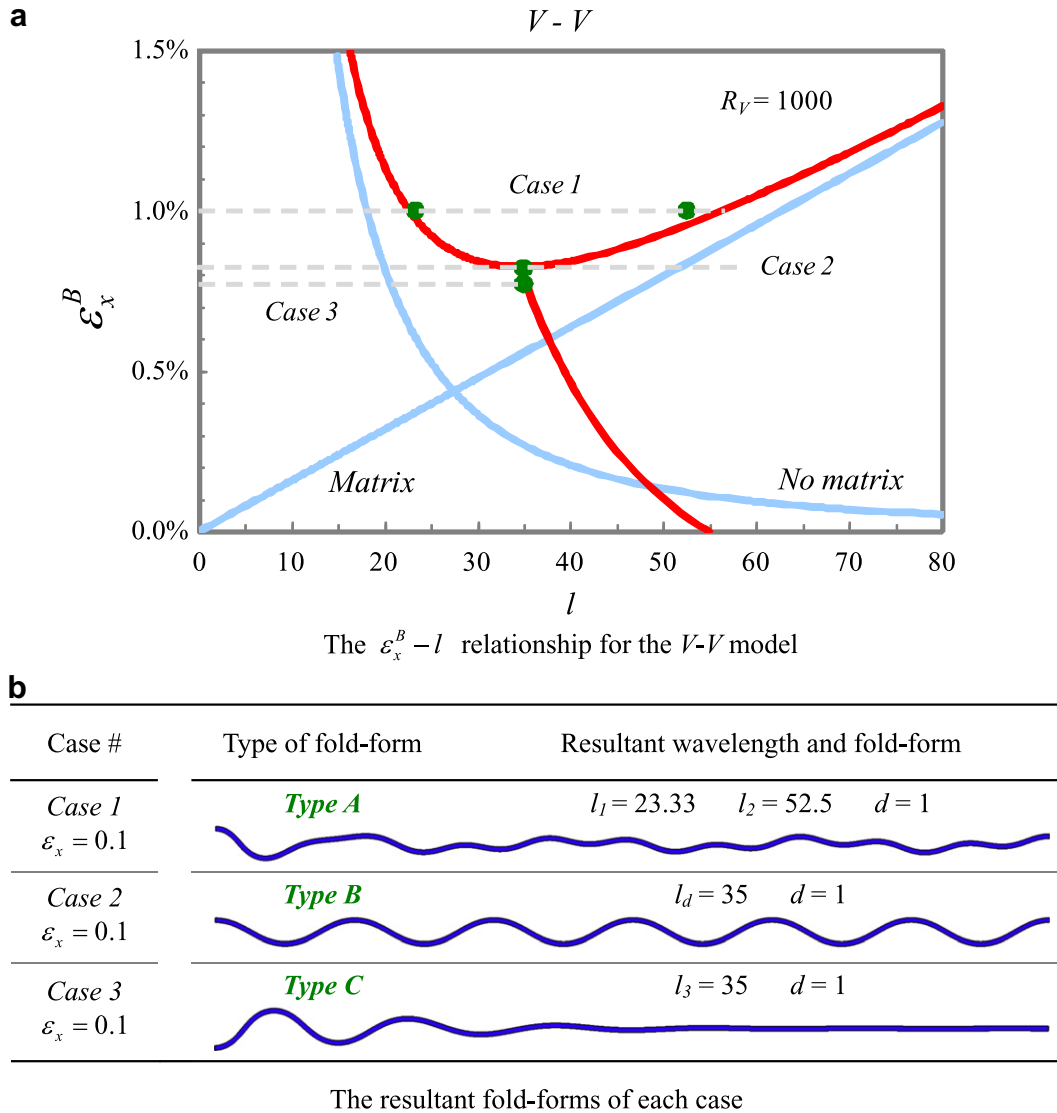 a
V - V
1.5%
R_V = 1000
Case 1
1.0%
Case 2
Case 3
ε_x^B
0.5%
Matrix
No matrix
0.0%
0 10 20 30 40 50 60 70 80
l
The ε_x^B – l relationship for the V-V model
b
Case # Type of fold-form Resultant wavelength and fold-form
Case 1 Type A l_1 = 23.33 l_2 = 52.5 d = 1
ε_x = 0.1
Case 2 Type B l_d = 35 d = 1
ε_x = 0.1
Case 3 Type C l_3 = 35 d = 1
ε_x = 0.1
The resultant fold-forms of each case